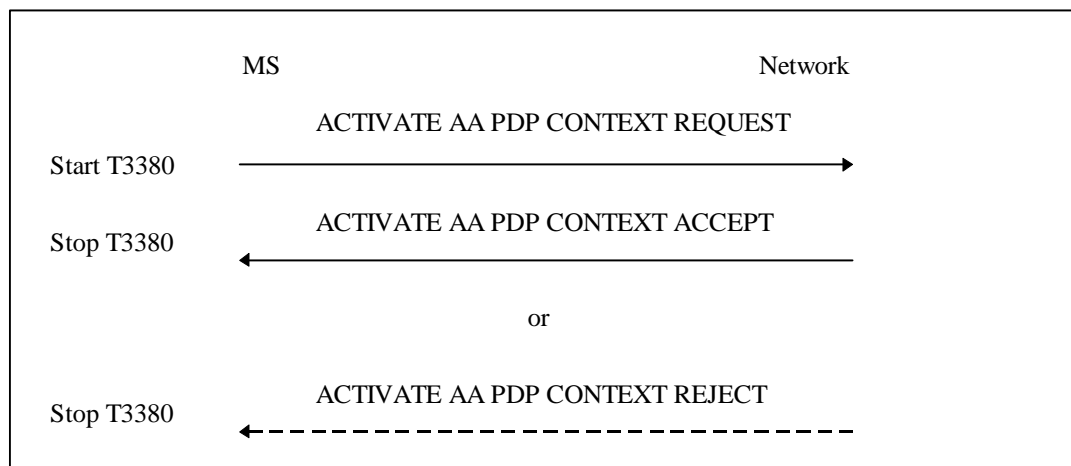 MS Network
ACTIVATE AA PDP CONTEXT REQUEST
Start T3380
ACTIVATE AA PDP CONTEXT ACCEPT
Stop T3380
or
ACTIVATE AA PDP CONTEXT REJECT
Stop T3380